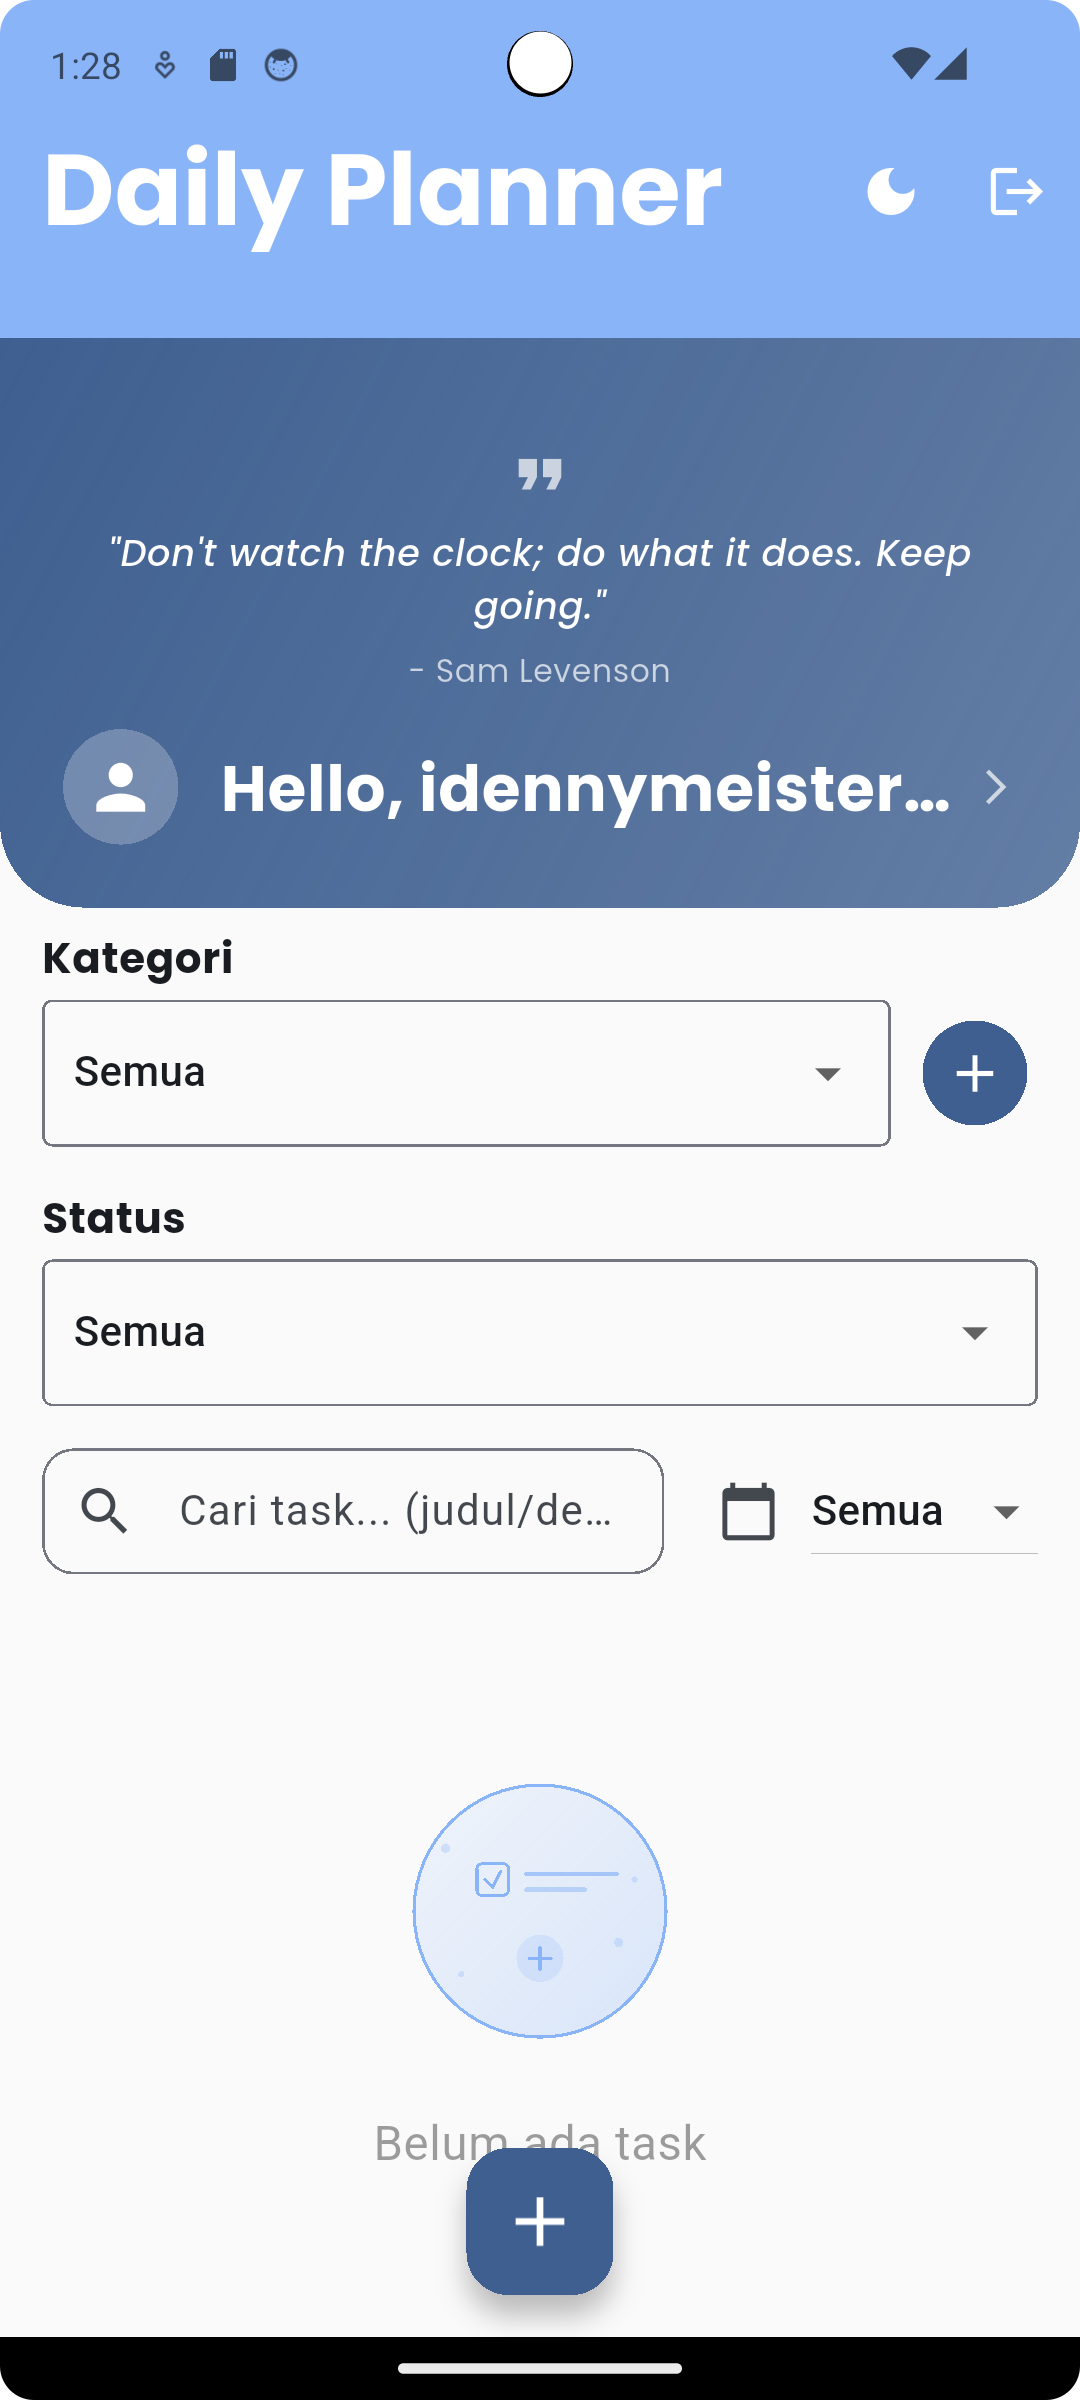 1:28
Daily Planner
"Don't watch the clock; do what it does. Keep
going."
- Sam Levenson
Hello, idennymeister...
Kategori
Semua
Status
Semua
Cari task... (judul/de...
Semua
Belum ada task